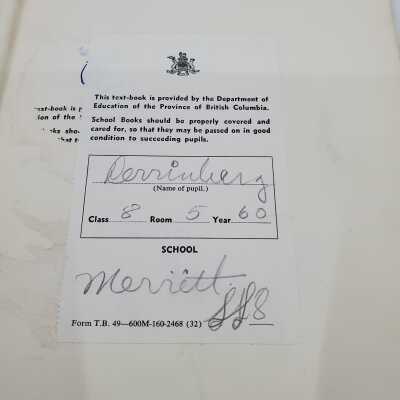 This text-book is provided by the Department of
Education of the Province of British Columbia.
School Books should be properly covered and
cared for, so that they may be passed on in good
condition to succeeding pupils.
(Name of pupil.)
Class 8 Room 5 Year 60
SCHOOL
Merritt
Form T.B. 49—600M-160-2468 (32)